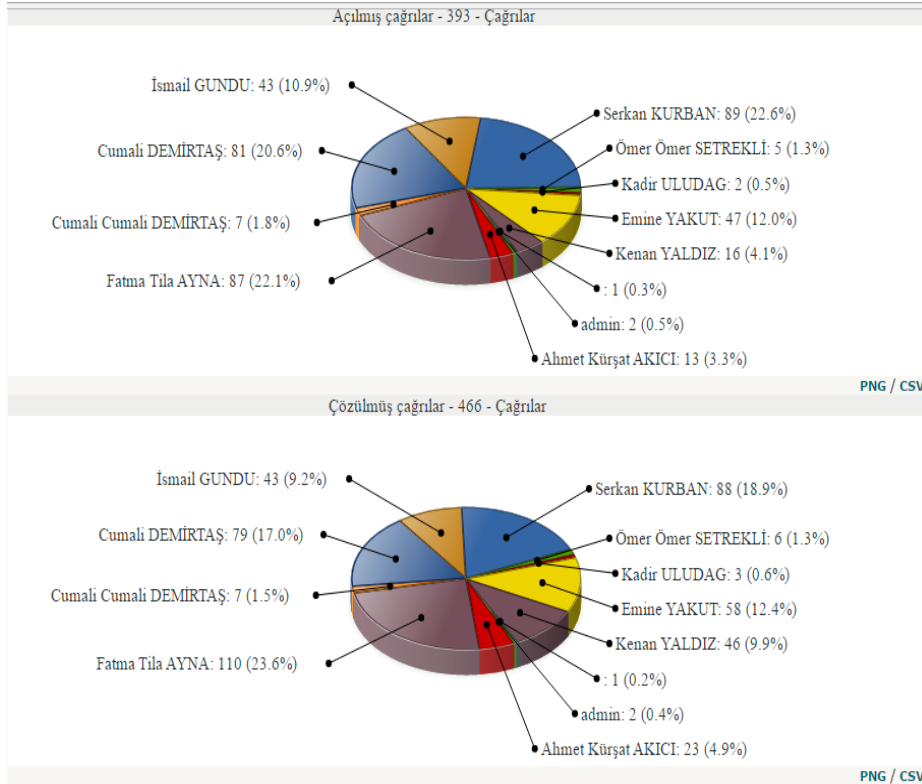 Açılmış çağrılar - 393 - Çağrılar
İsmail GUNDU: 43 (10.9%)
Serkan KURBAN: 89 (22.6%)
Cumali DEMİRTAŞ: 81 (20.6%)
Ömer Ömer SETREKLİ: 5 (1.3%)
Kadir ULUDAG: 2 (0.5%)
Cumali Cumali DEMİRTAŞ: 7 (1.8%)
Emine YAKUT: 47 (12.0%)
Kenan YALDIZ: 16 (4.1%)
Fatma Tila AYNA: 87 (22.1%)
: 1 (0.3%)
admin: 2 (0.5%)
Ahmet Kürşat AKICI: 13 (3.3%)
PNG / CSV
Çözülmüş çağrılar - 466 - Çağrılar
İsmail GUNDU: 43 (9.2%)
Serkan KURBAN: 88 (18.9%)
Cumali DEMİRTAŞ: 79 (17.0%)
Ömer Ömer SETREKLİ: 6 (1.3%)
Kadir ULUDAG: 3 (0.6%)
Cumali Cumali DEMİRTAŞ: 7 (1.5%)
Emine YAKUT: 58 (12.4%)
Kenan YALDIZ: 46 (9.9%)
Fatma Tila AYNA: 110 (23.6%)
: 1 (0.2%)
admin: 2 (0.4%)
Ahmet Kürşat AKICI: 23 (4.9%)
PNG / CSV